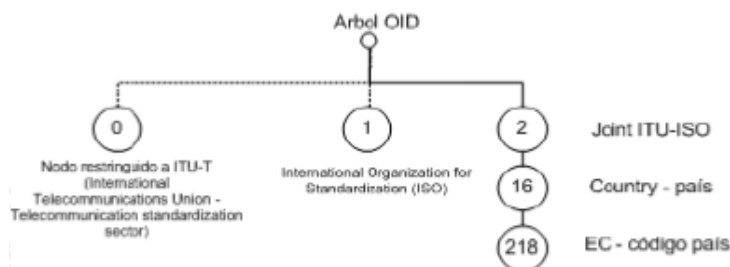 Arbol OID
0
1
2
Joint ITU-ISO
Nodo restringuido a ITU-T
(International
Telecommunications Union -
Telecommunication standardization
sector)
International Organization for
Standardization (ISO)
16
Country - país
218
EC - código país